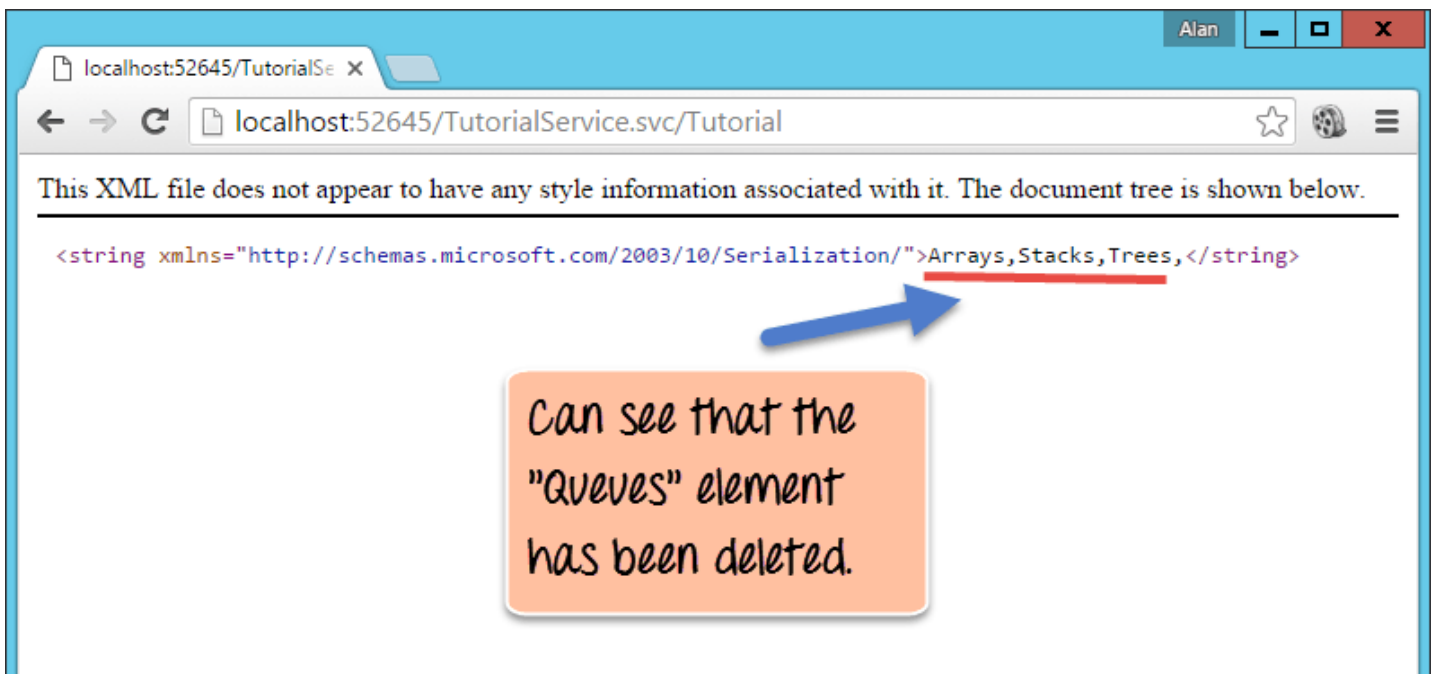 Alan
localhost:52645/TutorialSe
localhost:52645/TutorialService.svc/Tutorial
This XML file does not appear to have any style information associated with it. The document tree is shown below.
<string xmlns="http://schemas.microsoft.com/2003/10/Serialization/">Arrays,Stacks,Trees,</string>
Can see that the
"Queues" element
has been deleted.